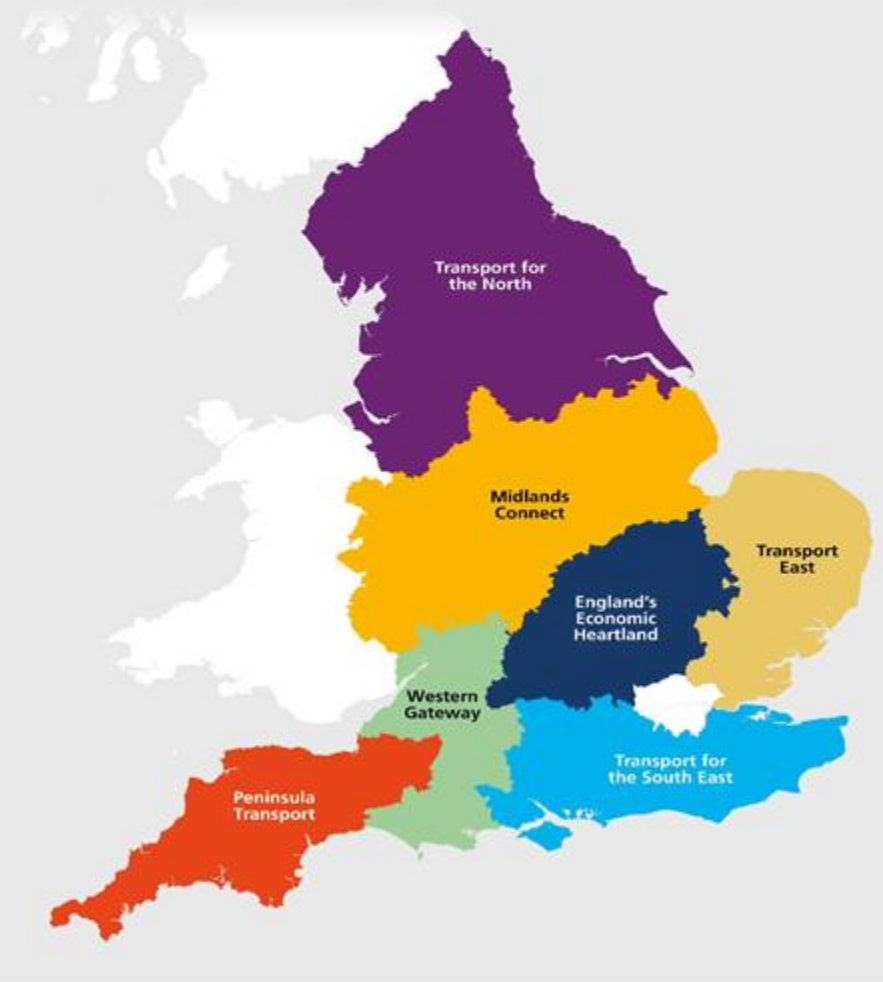 Transport for
the North
Midlands
Connect
Transport
East
England's
Economic
Heartland
Western
Gateway
Transport for
the South East
Peninsula
Transport